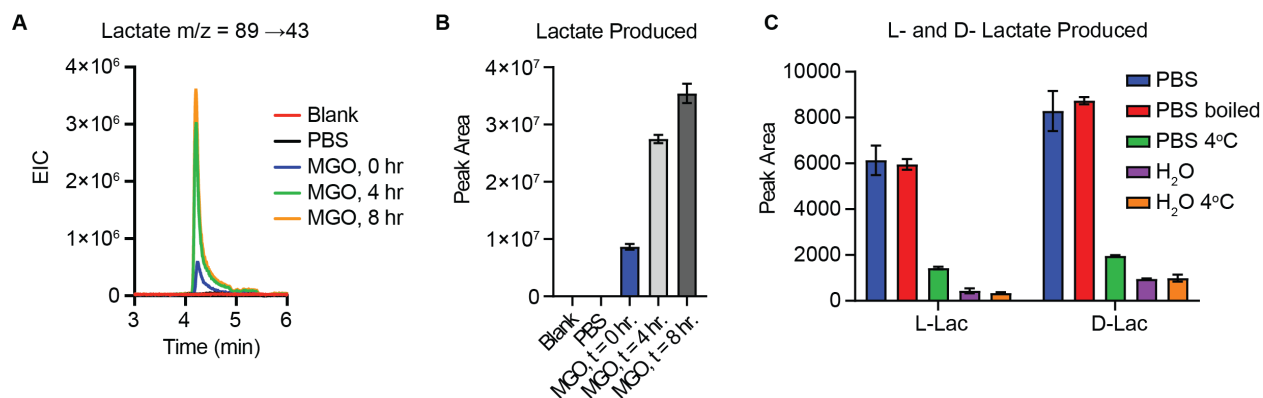 A
Lactate m/z = 89 →43
EIC
4×10⁶
3×10⁶
2×10⁶
1×10⁶
0
3 4 5 6
Time (min)
Blank
PBS
MGO, 0 hr
MGO, 4 hr
MGO, 8 hr
B
Lactate Produced
Peak Area
4×10⁷
3×10⁷
2×10⁷
1×10⁷
0
Blank
PBS
MGO, t = 0 hr.
MGO, t = 4 hr.
MGO, t = 8 hr.
C
L- and D- Lactate Produced
Peak Area
10000
8000
6000
4000
2000
0
L-Lac D-Lac
PBS
PBS boiled
PBS 4°C
H₂O
H₂O 4°C